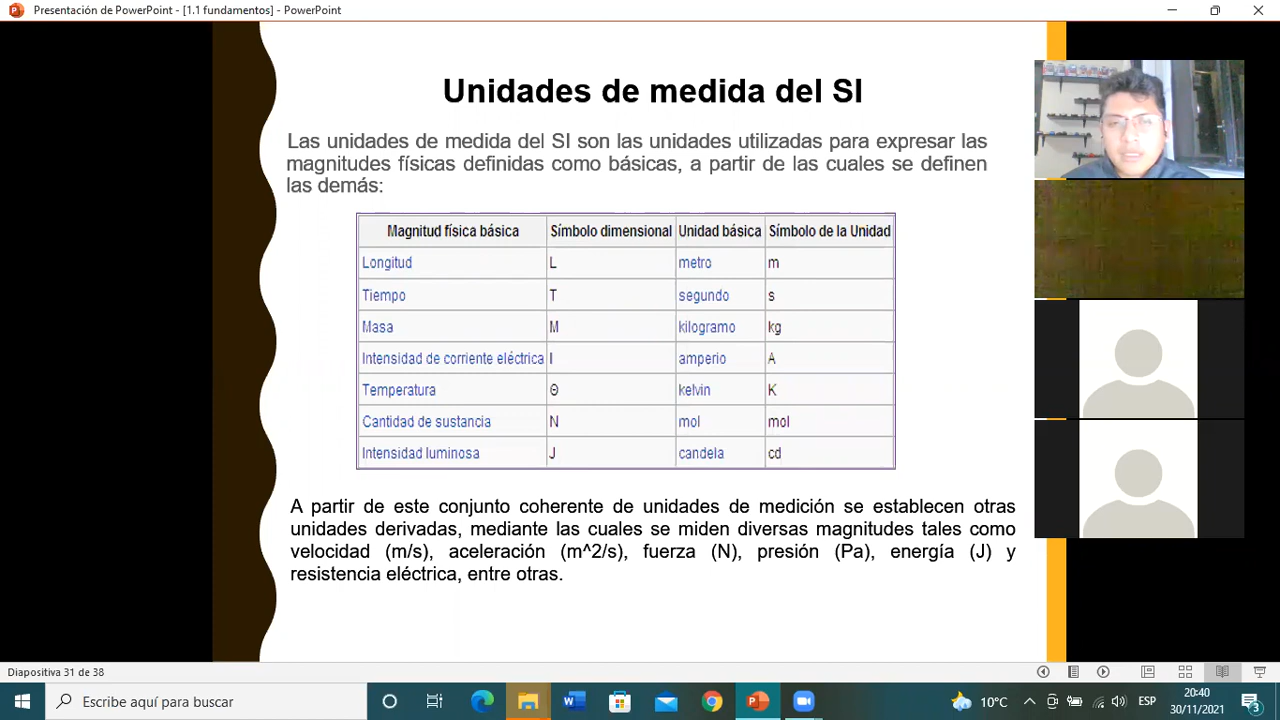 Presentación de PowerPoint - [1.1 fundamentos] - PowerPoint
Unidades de medida del SI
Las unidades de medida del SI son las unidades utilizadas para expresar las
magnitudes físicas definidas como básicas, a partir de las cuales se definen
las demás:
Magnitud física básica Símbolo dimensional Unidad básica Símbolo de la Unidad
Longitud L metro m
Tiempo T segundo s
Masa M kilogramo kg
Intensidad de corriente eléctrica I amperio A
Temperatura Θ kelvin K
Cantidad de sustancia N mol mol
Intensidad luminosa J candela cd
A partir de este conjunto coherente de unidades de medición se establecen otras
unidades derivadas, mediante las cuales se miden diversas magnitudes tales como
velocidad (m/s), aceleración (m^2/s), fuerza (N), presión (Pa), energía (J) y
resistencia eléctrica, entre otras.
Diapositiva 31 de 38
Escribe aquí para buscar
10°C
ESP
20:40
30/11/2021
3